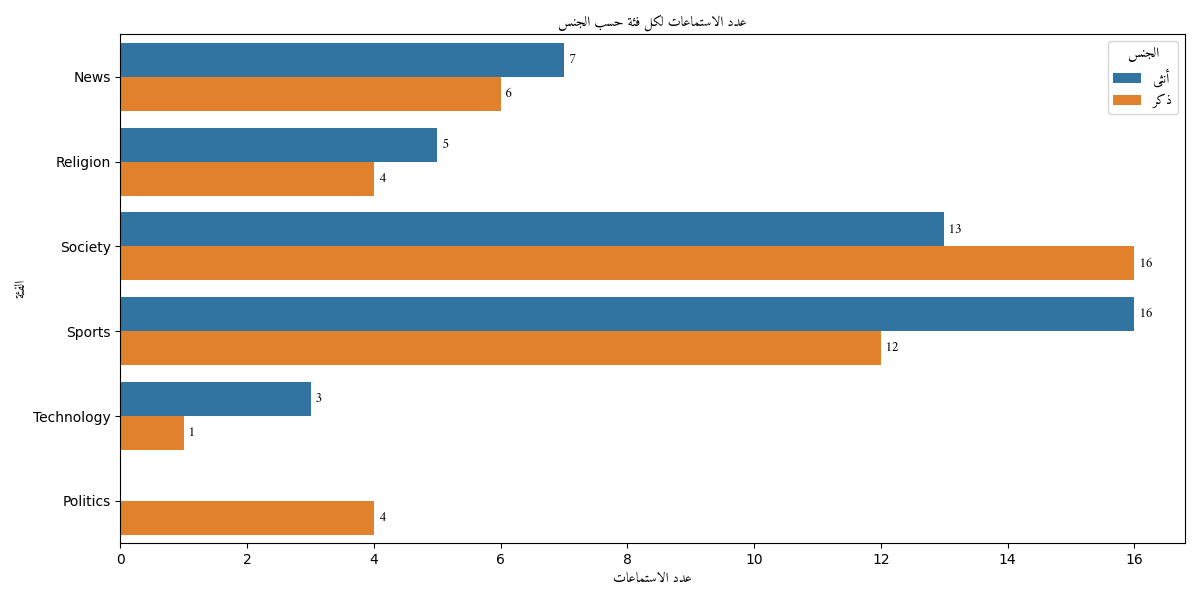 عدد الاستماعات لكل فئة حسب الجنس
الجنس
أنثى
ذكر
الفئة
News
7
6
Religion
5
4
Society
13
16
Sports
16
12
Technology
3
1
Politics
4
0 2 4 6 8 10 12 14 16
عدد الاستماعات